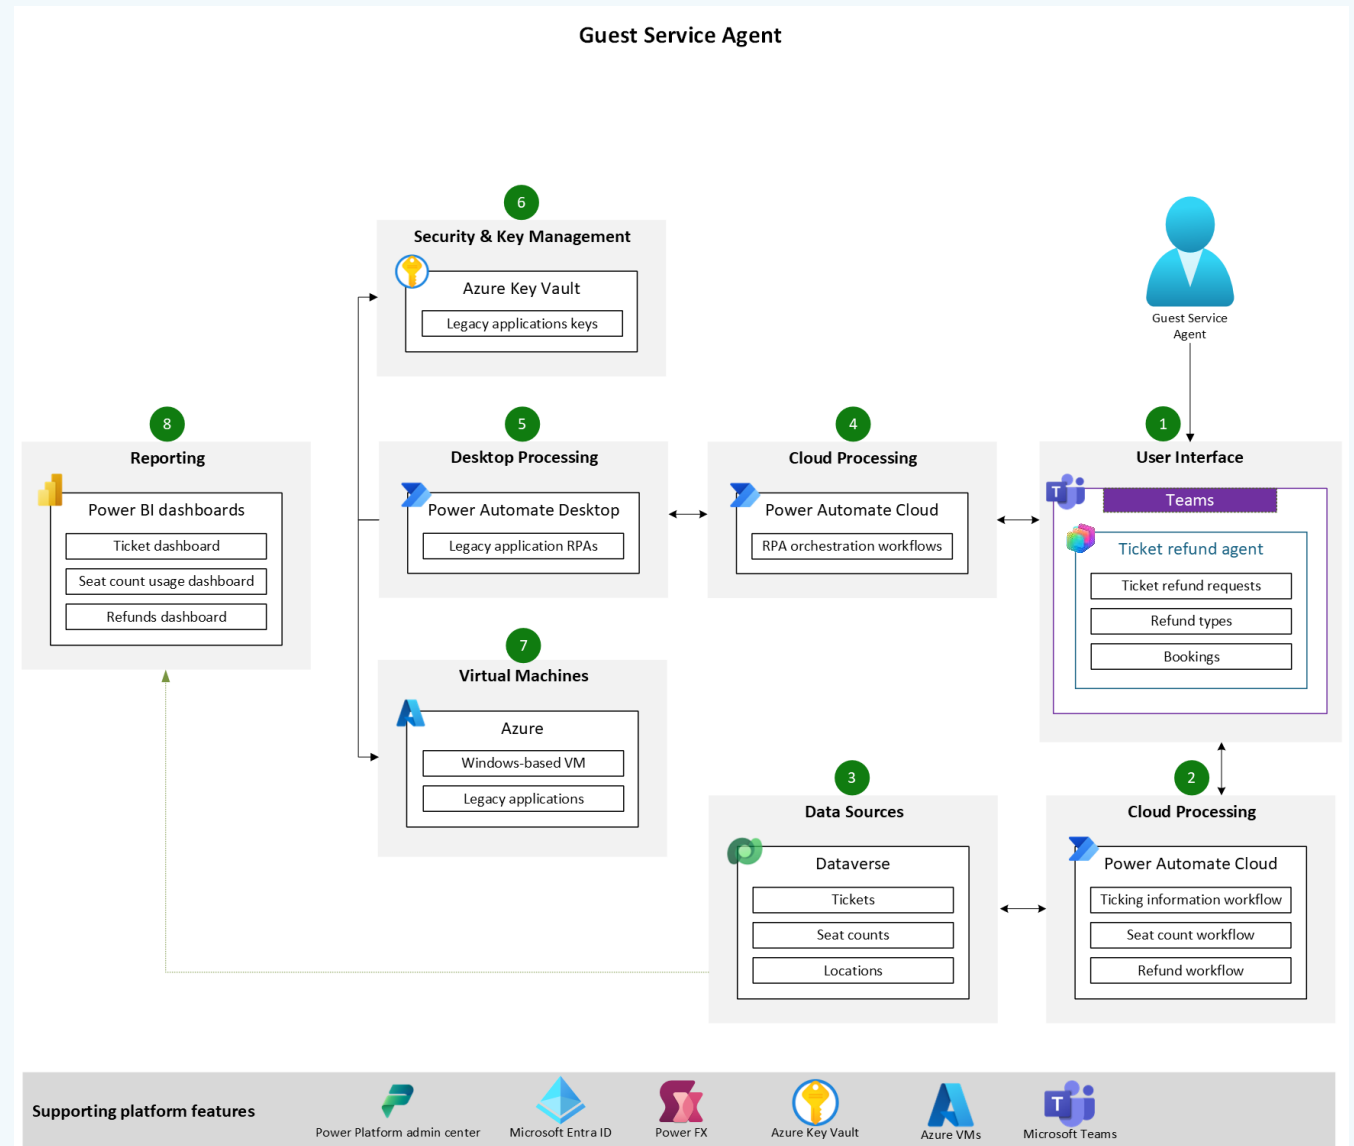 Guest Service Agent
6
Security & Key Management
Azure Key Vault
Legacy applications keys
Guest Service
Agent
8
Reporting
Power BI dashboards
Ticket dashboard
Seat count usage dashboard
Refunds dashboard
5
Desktop Processing
Power Automate Desktop
Legacy application RPAs
4
Cloud Processing
Power Automate Cloud
RPA orchestration workflows
1
User Interface
T
Teams
Ticket refund agent
Ticket refund requests
Refund types
Bookings
7
Virtual Machines
Azure
Windows-based VM
Legacy applications
3
Data Sources
Dataverse
Tickets
Seat counts
Locations
2
Cloud Processing
Power Automate Cloud
Ticking information workflow
Seat count workflow
Refund workflow
Supporting platform features
Power Platform admin center
Microsoft Entra ID
Power FX
Azure Key Vault
Azure VMs
T
Microsoft Teams